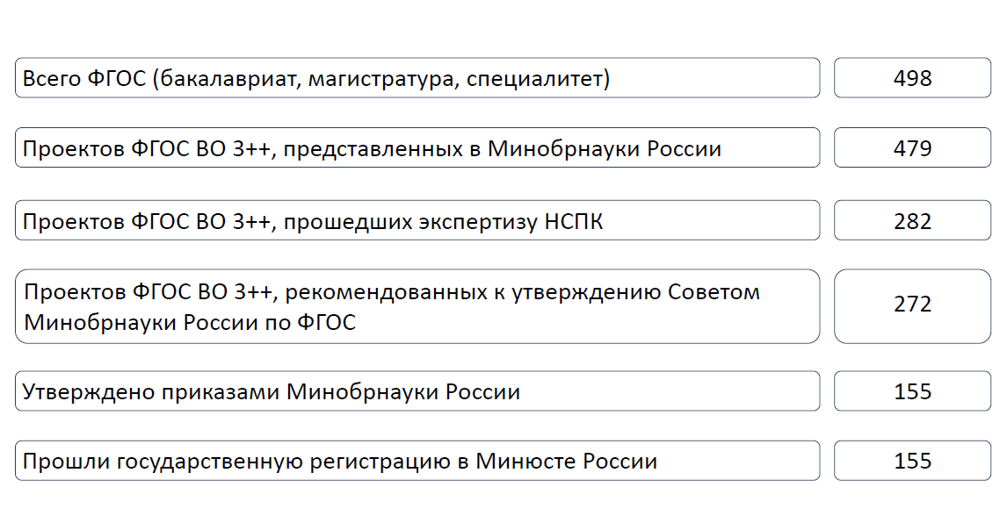 Всего ФГОС (бакалавриат, магистратура, специалитет)
498
Проектов ФГОС ВО 3++, представленных в Минобрнауки России
479
Проектов ФГОС ВО 3++, прошедших экспертизу НСПК
282
Проектов ФГОС ВО 3++, рекомендованных к утверждению Советом
Минобрнауки России по ФГОС
272
Утверждено приказами Минобрнауки России
155
Прошли государственную регистрацию в Минюсте России
155